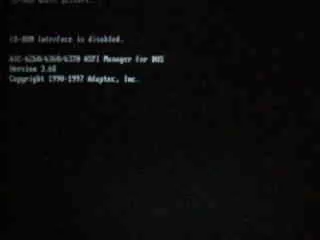 CD-ROM interface is disabled.
AIC-6260/6360/6370 ASPI Manager for DOS
Version 3.68
Copyright 1990-1997 Adaptec, Inc.